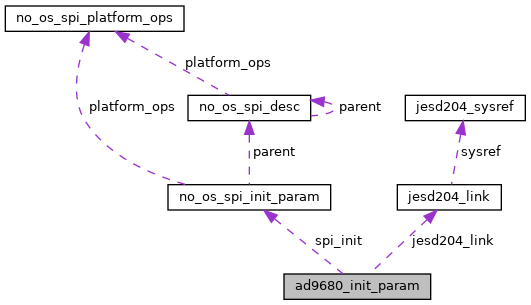 no_os_spi_platform_ops
platform_ops
platform_ops
no_os_spi_desc
parent
jesd204_sysref
parent
sysref
no_os_spi_init_param
jesd204_link
spi_init
jesd204_link
ad9680_init_param